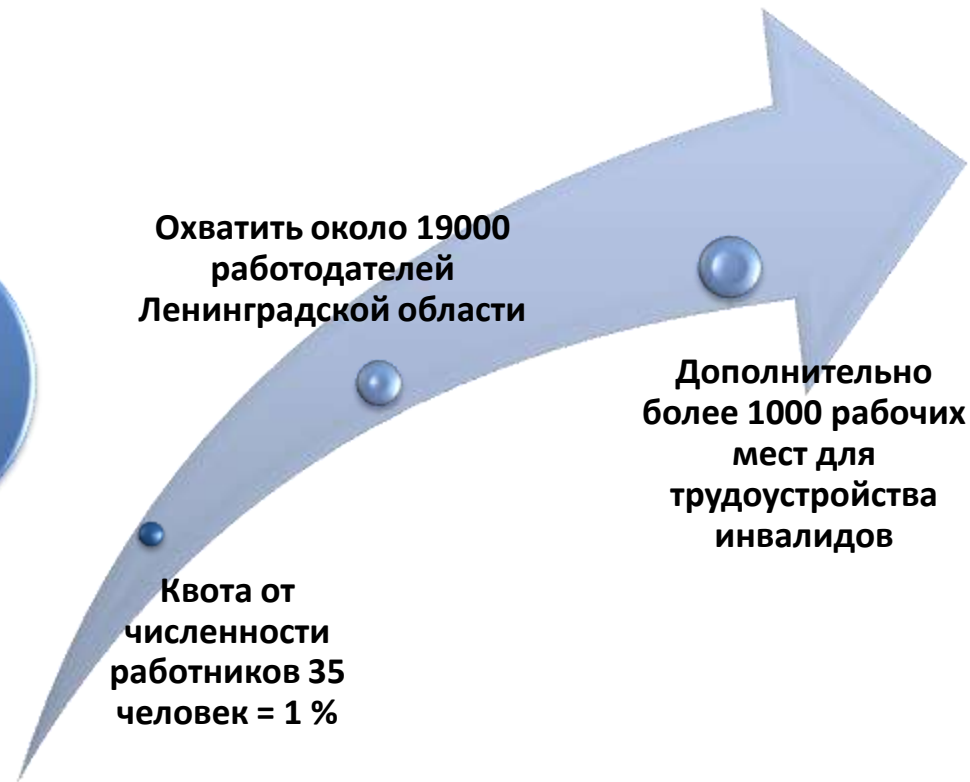 Охватить около 19000
работодателей
Ленинградской области
Дополнительно
более 1000 рабочих
мест для
трудоустройства
инвалидов
Квота от
численности
работников 35
человек = 1 %